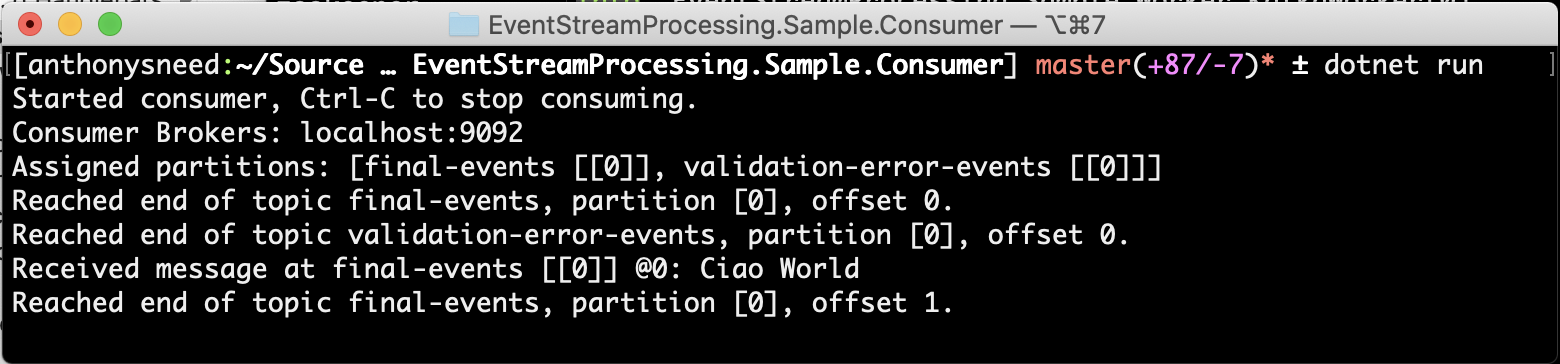 EventStreamProcessing.Sample.Consumer — ⌥⌘7
[anthonysneed:~/Source … EventStreamProcessing.Sample.Consumer] master(+87/-7)* ± dotnet run
Started consumer, Ctrl-C to stop consuming.
Consumer Brokers: localhost:9092
Assigned partitions: [final-events [[0]], validation-error-events [[0]]]
Reached end of topic final-events, partition [0], offset 0.
Reached end of topic validation-error-events, partition [0], offset 0.
Received message at final-events [[0]] @0: Ciao World
Reached end of topic final-events, partition [0], offset 1.